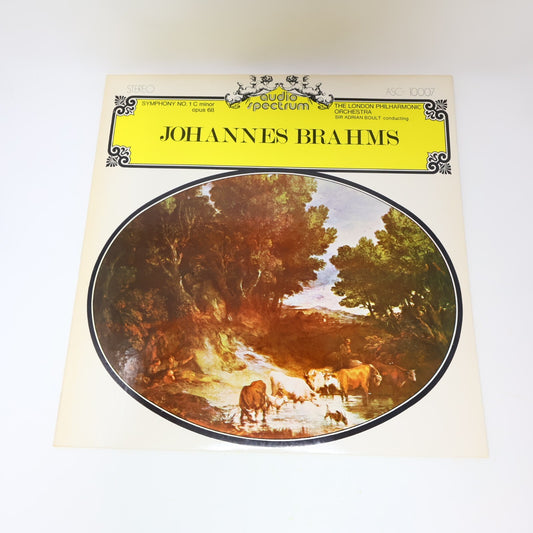 STEREO
ASC-10007
SYMPHONY NO. 1 C minor
opus 68
audio
spectrum
THE LONDON PHILHARMONIC
ORCHESTRA
SIR ADRIAN BOULT conducting
JOHANNES BRAHMS